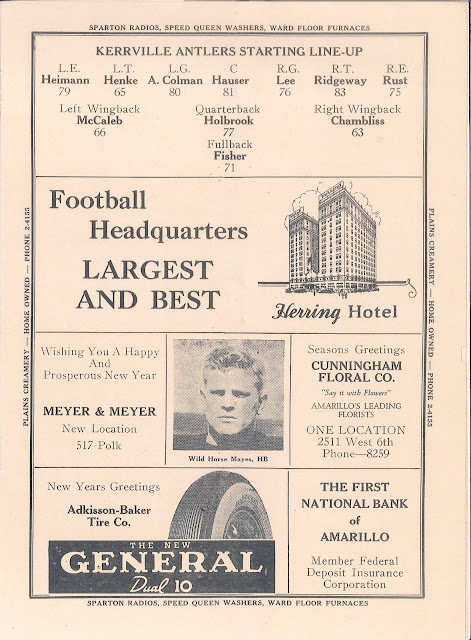 SPARTON RADIOS, SPEED QUEEN WASHERS, WARD FLOOR FURNACES
KERRVILLE ANTLERS STARTING LINE-UP
L.E. L.T. L.G. C R.G. R.T. R.E.
Heimann Henke A. Colman Hauser Lee Ridgeway Rust
79 65 80 81 76 83 75
Left Wingback Quarterback Right Wingback
McCaleb Holbrook Chambliss
66 77 63
Fullback
Fisher
71
Football
Headquarters
LARGEST
AND BEST
Herring Hotel
PLAINS CREAMERY — HOME OWNED — PHONE 2-4155
PLAINS CREAMERY — HOME OWNED — PHONE 2-4155
Wishing You A Happy
And
Prosperous New Year
MEYER & MEYER
New Location
517 Polk
Wild Horse Mayes, HB
Seasons Greetings
CUNNINGHAM
FLORAL CO.
"Say it with Flowers"
AMARILLO'S LEADING
FLORISTS
ONE LOCATION
2511 West 6th
Phone—8259
New Years Greetings
Adkisson-Baker
Tire Co.
THE NEW
GENERAL
Dual 10
THE FIRST
NATIONAL BANK
of
AMARILLO
Member Federal
Deposit Insurance
Corporation
SPARTON RADIOS, SPEED QUEEN WASHERS, WARD FLOOR FURNACES